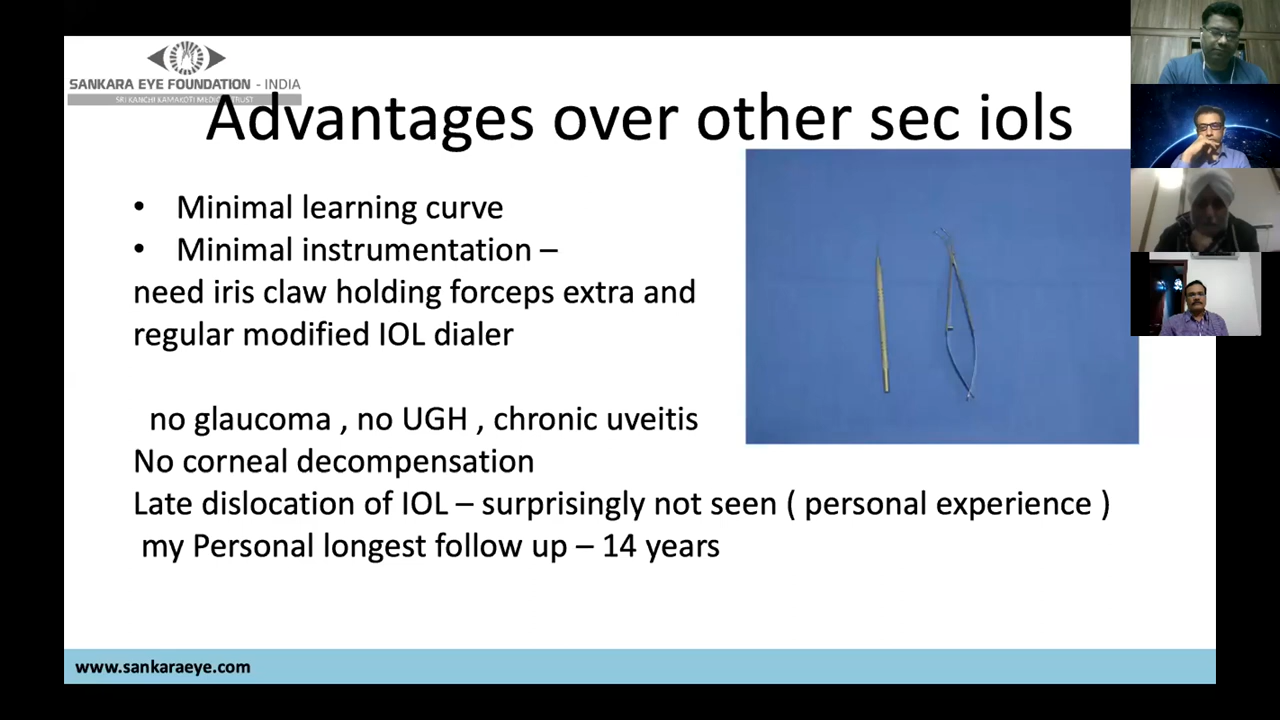 SANKARA EYE FOUNDATION - INDIA
SRI KANCHI KAMAKOTI MEDICAL TRUST
Advantages over other sec iols
• Minimal learning curve
• Minimal instrumentation –
need iris claw holding forceps extra and
regular modified IOL dialer
no glaucoma , no UGH , chronic uveitis
No corneal decompensation
Late dislocation of IOL – surprisingly not seen ( personal experience )
my Personal longest follow up – 14 years
www.sankaraeye.com